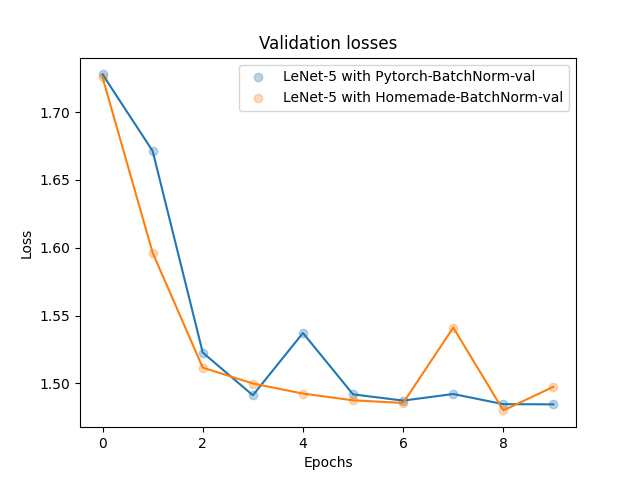 Validation losses
LeNet-5 with Pytorch-BatchNorm-val
LeNet-5 with Homemade-BatchNorm-val
1.70
1.65
1.60
1.55
1.50
Loss
0 2 4 6 8
Epochs